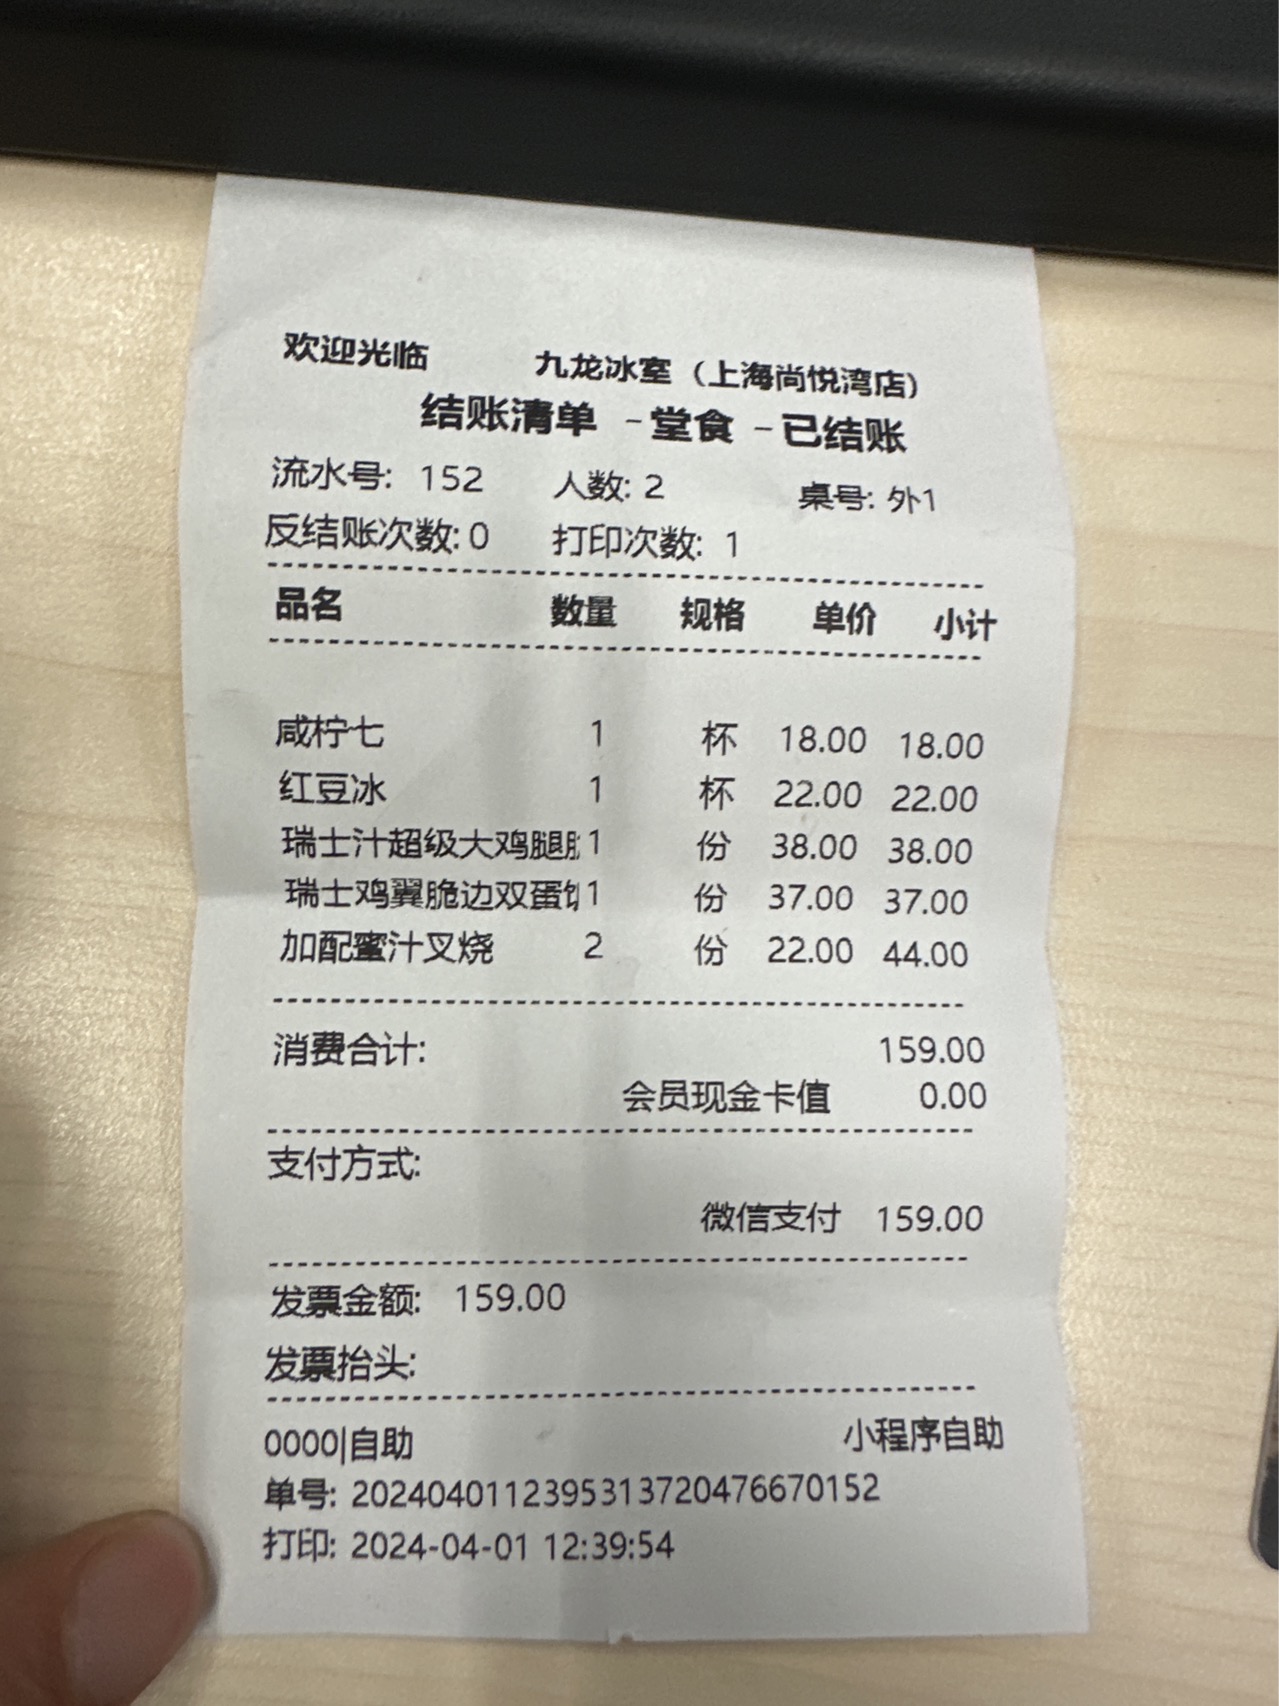 欢迎光临 九龙冰室（上海尚悦湾店）
结账清单 -堂食 -已结账
流水号: 152 人数: 2 桌号: 外1
反结账次数: 0 打印次数: 1
品名 数量 规格 单价 小计
咸柠七 1 杯 18.00 18.00
红豆冰 1 杯 22.00 22.00
瑞士汁超级大鸡腿 1 份 38.00 38.00
瑞士鸡翼脆边双蛋 1 份 37.00 37.00
加配蜜汁叉烧 2 份 22.00 44.00
消费合计: 159.00
会员现金卡值 0.00
支付方式:
微信支付 159.00
发票金额: 159.00
发票抬头:
0000|自助 小程序自助
单号: 2024040112395313720476670152
打印: 2024-04-01 12:39:54